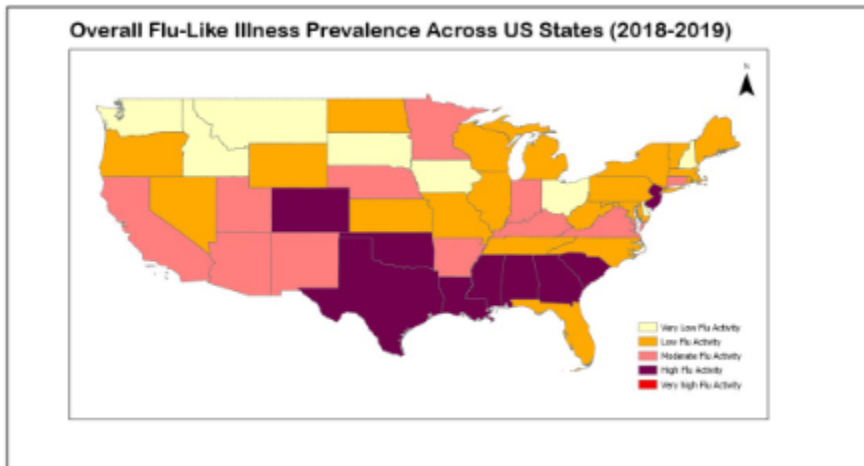 Overall Flu-Like Illness Prevalence Across US States (2018-2019)
N
Very Low Flu Activity
Low Flu Activity
Moderate Flu Activity
High Flu Activity
Very high Flu Activity